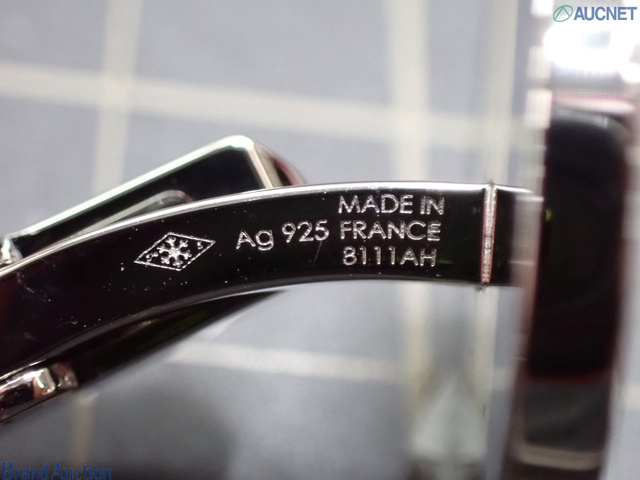 AUCNET
MADE IN
Ag 925 FRANCE
8111AH
Brand Auction